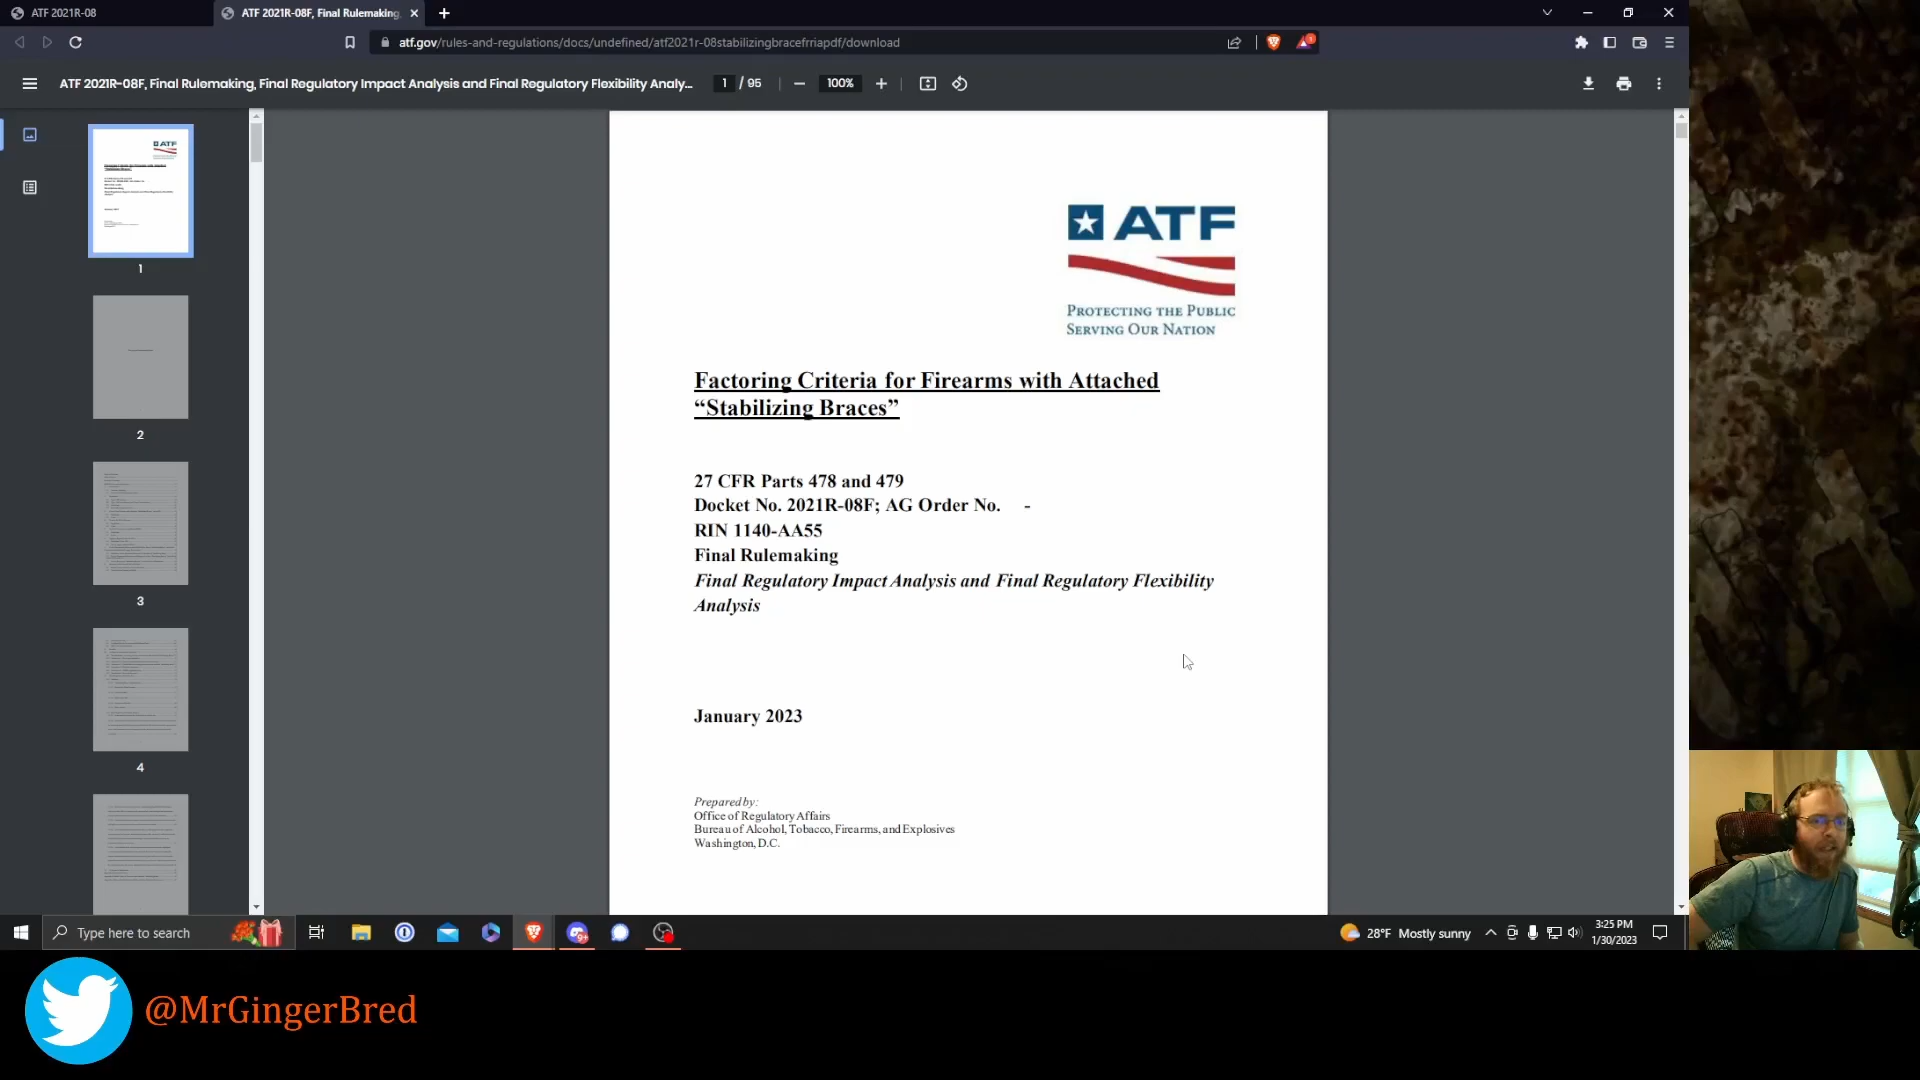 ATF 2021R-08
ATF 2021R-08F, Final Rulemaking,
atf.gov/rules-and-regulations/docs/undefined/atf2021r-08stabilizingbracefrriapdf/download
1
ATF 2021R-08F, Final Rulemaking, Final Regulatory Impact Analysis and Final Regulatory Flexibility Analy...
1 / 95
100%
ATF
1
2
3
4
ATF
PROTECTING THE PUBLIC
SERVING OUR NATION
Factoring Criteria for Firearms with Attached
“Stabilizing Braces”
27 CFR Parts 478 and 479
Docket No. 2021R-08F; AG Order No. -
RIN 1140-AA55
Final Rulemaking
Final Regulatory Impact Analysis and Final Regulatory Flexibility
Analysis
January 2023
Prepared by:
Office of Regulatory Affairs
Bureau of Alcohol, Tobacco, Firearms, and Explosives
Washington, D.C.
Type here to search
28°F Mostly sunny
3:25 PM
1/30/2023
@MrGingerBred